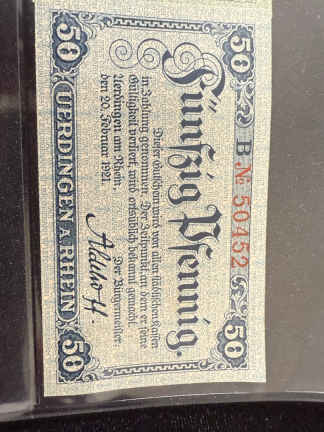 50 B № 50452 50
Fünfzig Pfennig.
Dieser Gutschein wird von allen städtischen Kassen
in Zahlung genommen. Der Zeitpunkt, an dem er seine
Gültigkeit verliert, wird ortsüblich bekannt gemacht.
Uerdingen am Rhein, Der Bürgermeister:
den 20. Februar 1921.
50 UERDINGEN A. RHEIN 50